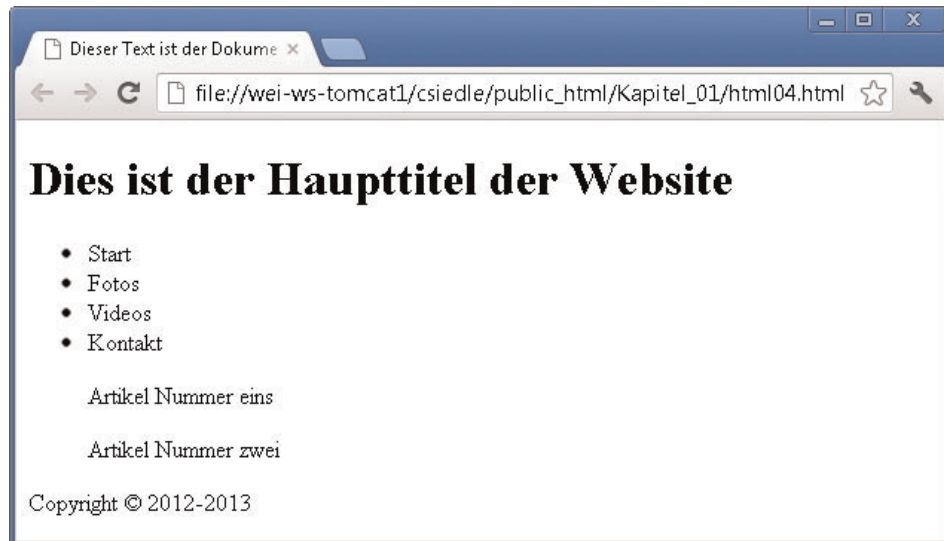 Dieser Text ist der Dokume
file://wei-ws-tomcat1/csiedle/public_html/Kapitel_01/html04.html
Dies ist der Haupttitel der Website
• Start
• Fotos
• Videos
• Kontakt
Artikel Nummer eins
Artikel Nummer zwei
Copyright © 2012-2013